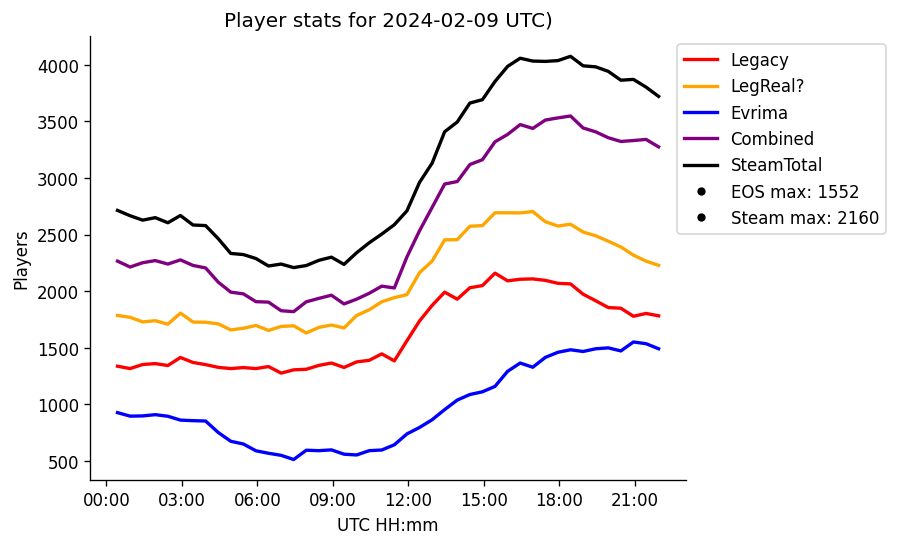 Player stats for 2024-02-09 UTC)
Legacy
LegReal?
Evrima
Combined
SteamTotal
EOS max: 1552
Steam max: 2160
4000
3500
3000
2500
2000
1500
1000
500
Players
00:00 03:00 06:00 09:00 12:00 15:00 18:00 21:00
UTC HH:mm